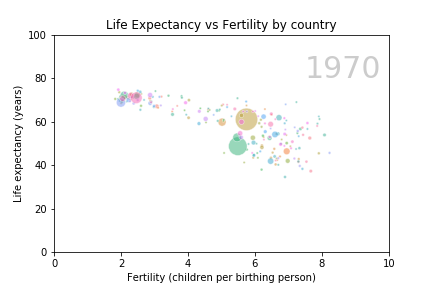 Life Expectancy vs Fertility by country
1970
100
80
60
40
20
0
Life expectancy (years)
0 2 4 6 8 10
Fertility (children per birthing person)